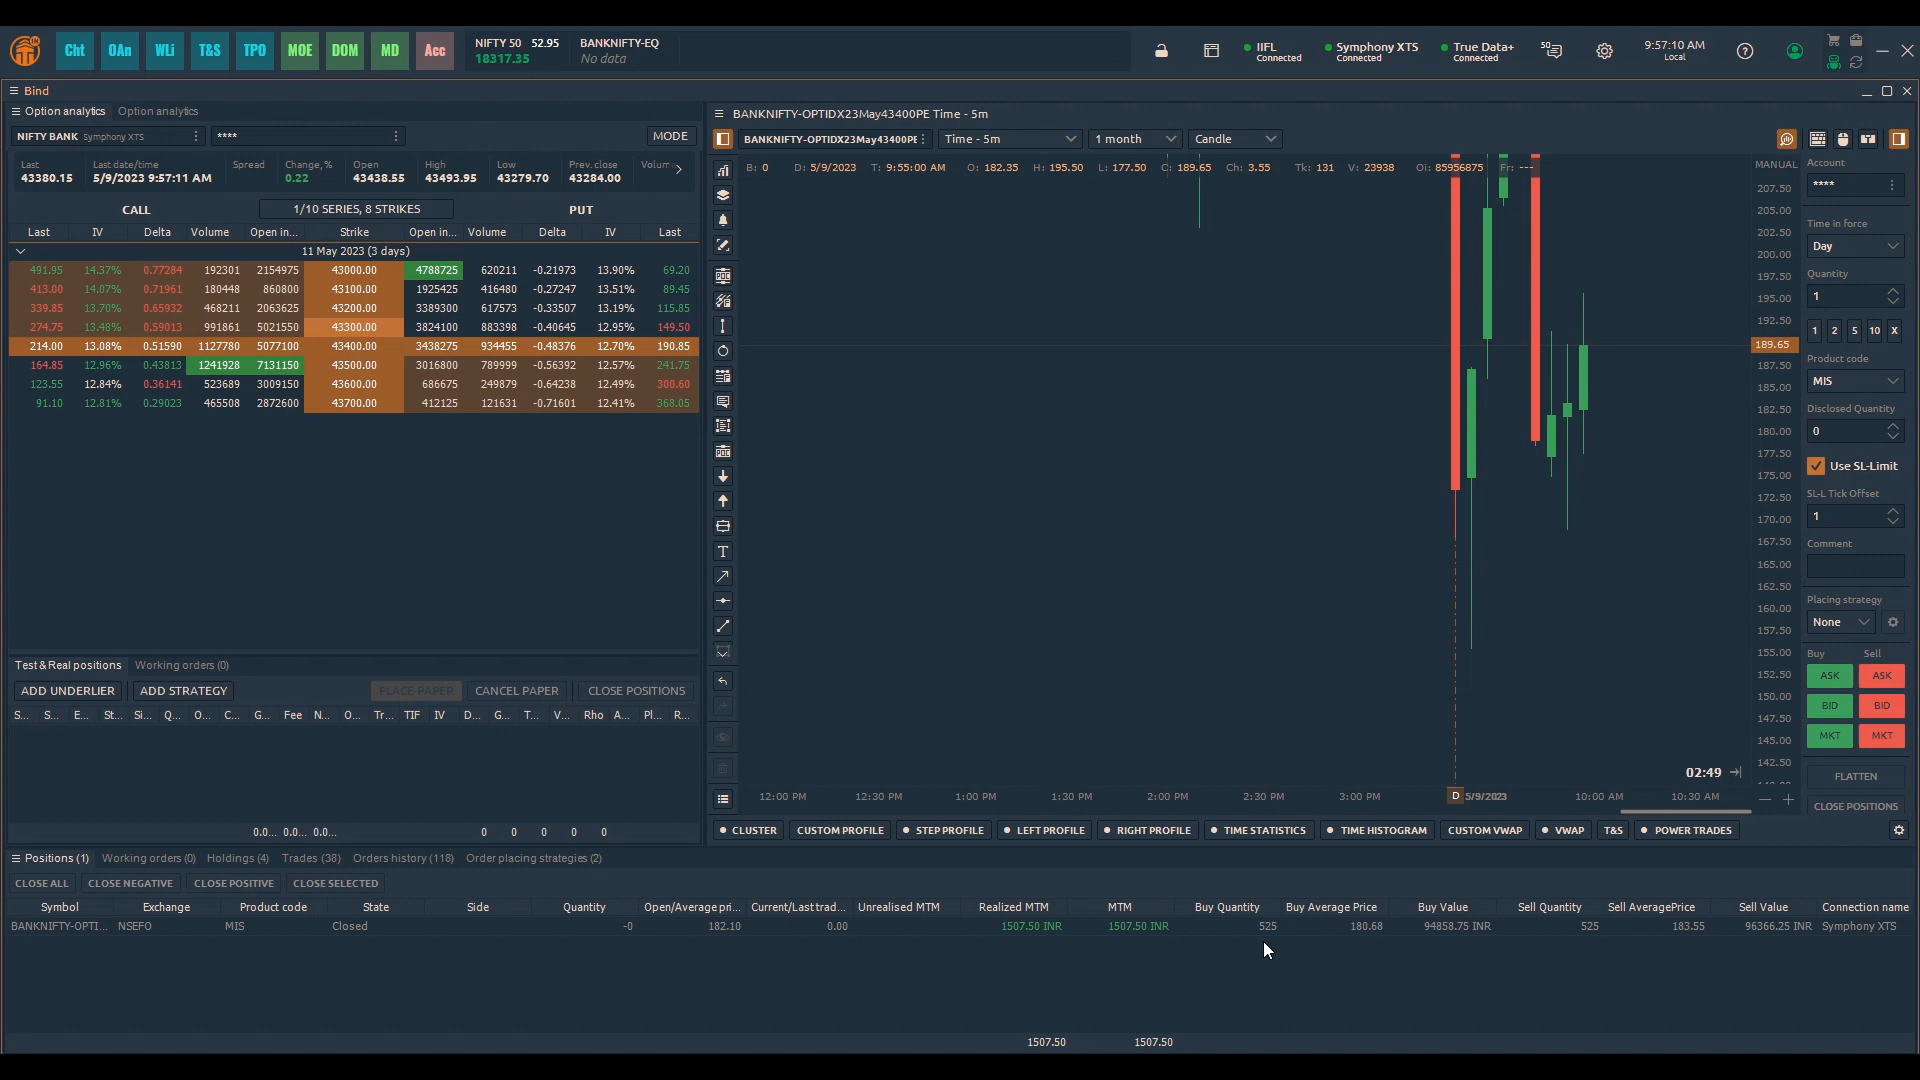 Cht OAn WLi T&S TPO MOE DOM MD Acc
NIFTY 50 52.95
18317.35
BANKNIFTY-EQ
No data
IIFL
Connected
Symphony XTS
Connected
True Data+
Connected
50
9:57:10 AM
Local
Bind
Option analytics Option analytics
NIFTY BANK Symphony XTS **** MODE
Last Last date/time Spread Change, % Open High Low Prev. close
43380.15 5/9/2023 9:57:11 AM 0.22 43438.55 43493.95 43279.70 43284.00
CALL 1/10 SERIES, 8 STRIKES PUT
Last IV Delta Volume Open in... Strike Open in... Volume Delta IV Last
11 May 2023 (3 days)
491.95 14.37% 0.77284 192301 2154975 43000.00 4788725 620211 -0.21973 13.90% 69.20
413.00 14.07% 0.71961 180448 860800 43100.00 1925425 416480 -0.27247 13.51% 89.45
339.85 13.70% 0.65932 468211 2063625 43200.00 3389300 617573 -0.33507 13.19% 115.85
274.75 13.48% 0.59013 991861 5021550 43300.00 3824100 883398 -0.40645 12.95% 149.50
214.00 13.08% 0.51590 1127780 5077100 43400.00 3438275 934455 -0.48376 12.70% 190.85
164.85 12.96% 0.43813 1241928 7131150 43500.00 3016800 789999 -0.56392 12.57% 241.75
123.55 12.84% 0.36141 523689 3009150 43600.00 686675 249879 -0.64238 12.49% 300.60
91.10 12.81% 0.29023 465508 2872600 43700.00 412125 121631 -0.71601 12.41% 368.05
Test & Real positions Working orders (0)
ADD UNDERLIER ADD STRATEGY PLACE PAPER CANCEL PAPER CLOSE POSITIONS
S... S... E... St... Si... Q... O... C... G... Fee N... O... Tr... TIF IV D... G... T... V... Rho A... Pl... R...
0.0... 0.0... 0.0... 0 0 0 0 0
BANKNIFTY-OPTIDX23May43400PE Time - 5m
BANKNIFTY-OPTIDX23May43400PE Time - 5m 1 month Candle
B: 0 D: 5/9/2023 T: 9:55:00 AM O: 182.35 H: 195.50 L: 177.50 C: 189.65 Ch: 3.55 Tk: 131 V: 23938 Oi: 85956875 Fr: ---
MANUAL
207.50
205.00
202.50
200.00
197.50
195.00
192.50
189.65
187.50
185.00
182.50
180.00
177.50
175.00
172.50
170.00
167.50
165.00
162.50
160.00
157.50
155.00
152.50
150.00
147.50
145.00
142.50
POC
POC
T
02:49
12:00 PM 12:30 PM 1:00 PM 1:30 PM 2:00 PM 2:30 PM 3:00 PM D 5/9/2023 10:00 AM 10:30 AM
CLUSTER CUSTOM PROFILE STEP PROFILE LEFT PROFILE RIGHT PROFILE TIME STATISTICS TIME HISTOGRAM CUSTOM VWAP VWAP T&S POWER TRADES
Account
****
Time in force
Day
Quantity
1
1 2 5 10 X
Product code
MIS
Disclosed Quantity
0
Use SL-Limit
SL-L Tick Offset
1
Comment
Placing strategy
None
Buy Sell
ASK ASK
BID BID
MKT MKT
FLATTEN
CLOSE POSITIONS
Positions (1) Working orders (0) Holdings (4) Trades (38) Orders history (118) Order placing strategies (2)
CLOSE ALL CLOSE NEGATIVE CLOSE POSITIVE CLOSE SELECTED
Symbol Exchange Product code State Side Quantity Open/Average pri... Current/Last trad... Unrealised MTM Realized MTM MTM Buy Quantity Buy Average Price Buy Value Sell Quantity Sell AveragePrice Sell Value Connection name
BANKNIFTY-OPTI... NSEFO MIS Closed -0 182.10 0.00 1507.50 INR 1507.50 INR 525 180.68 94858.75 INR 525 183.55 96366.25 INR Symphony XTS
1507.50 1507.50